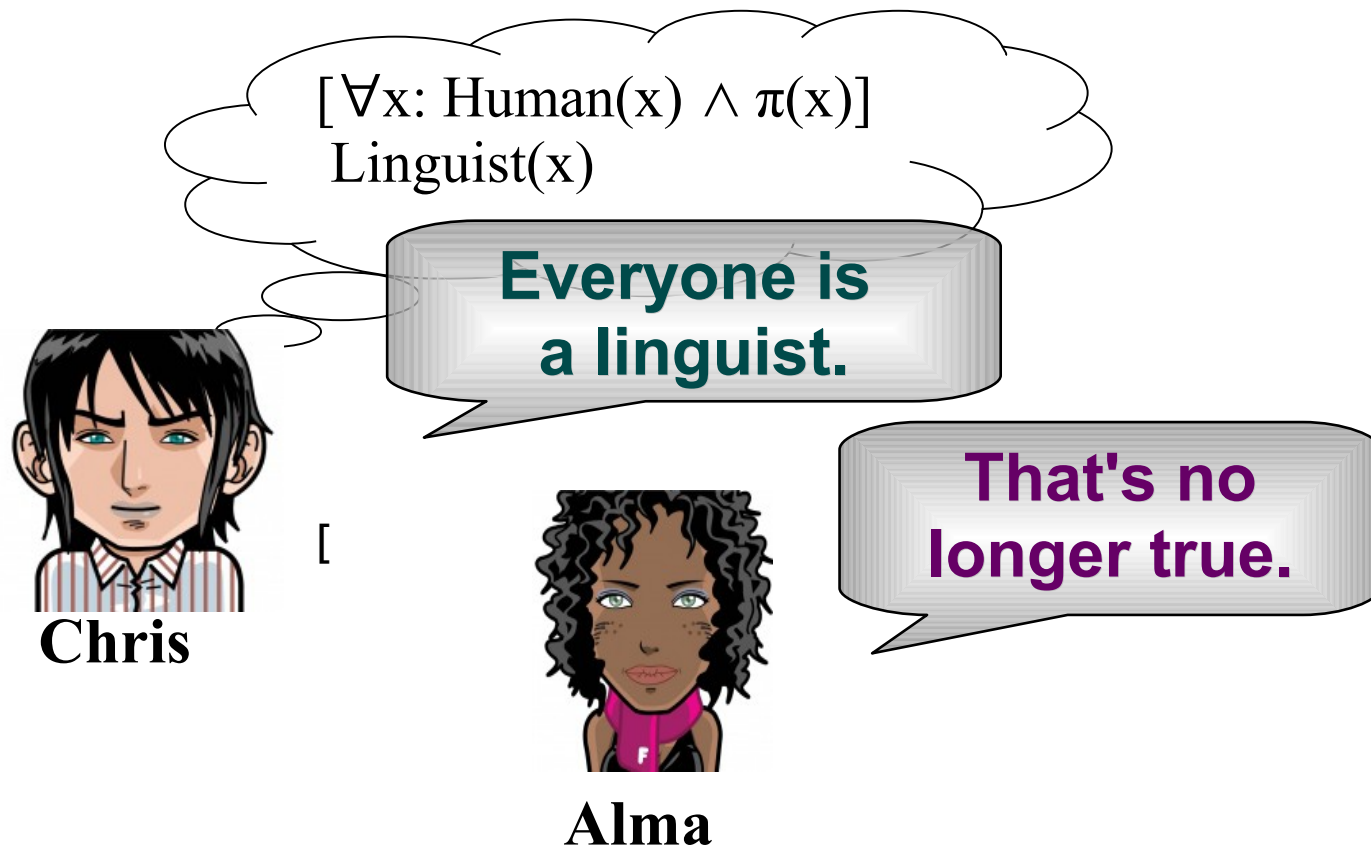 [∀x: Human(x) ∧ π(x)]
Linguist(x)
Everyone is
a linguist.
That's no
longer true.
[
Chris
F
Alma